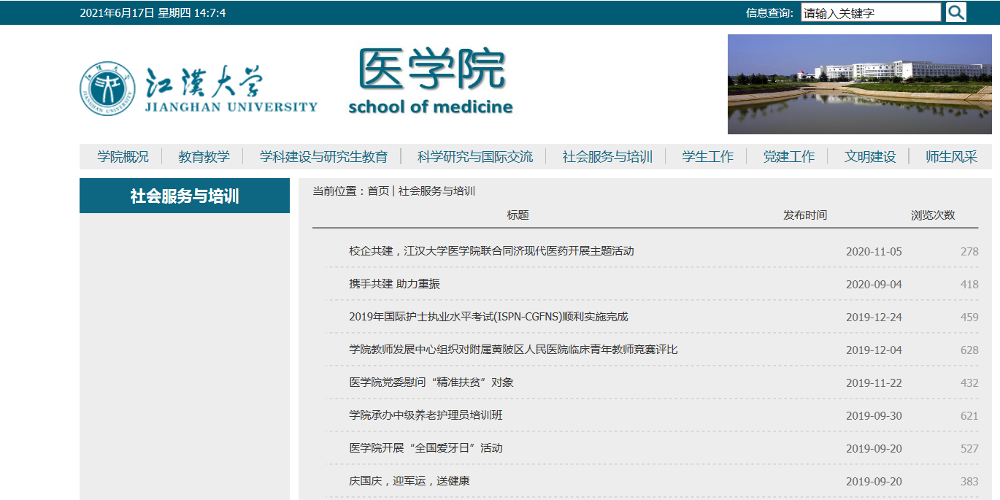 2021年6月17日 星期四 14:7:4 信息查询: 请输入关键字
江汉大学 医学院
JIANGHAN UNIVERSITY school of medicine
学院概况 教育教学 学科建设与研究生教育 科学研究与国际交流 社会服务与培训 学生工作 党建工作 文明建设 师生风采
社会服务与培训
当前位置：首页 | 社会服务与培训
标题 发布时间 浏览次数
校企共建，江汉大学医学院联合同济现代医药开展主题活动 2020-11-05 278
携手共建 助力重振 2020-09-04 418
2019年国际护士执业水平考试(ISPN-CGFNS)顺利实施完成 2019-12-24 459
学院教师发展中心组织对附属黄陂区人民医院临床青年教师竞赛评比 2019-12-04 628
医学院党委慰问“精准扶贫”对象 2019-11-22 432
学院承办中级养老护理员培训班 2019-09-30 621
医学院开展“全国爱牙日”活动 2019-09-20 527
庆国庆，迎军运，送健康 2019-09-20 383